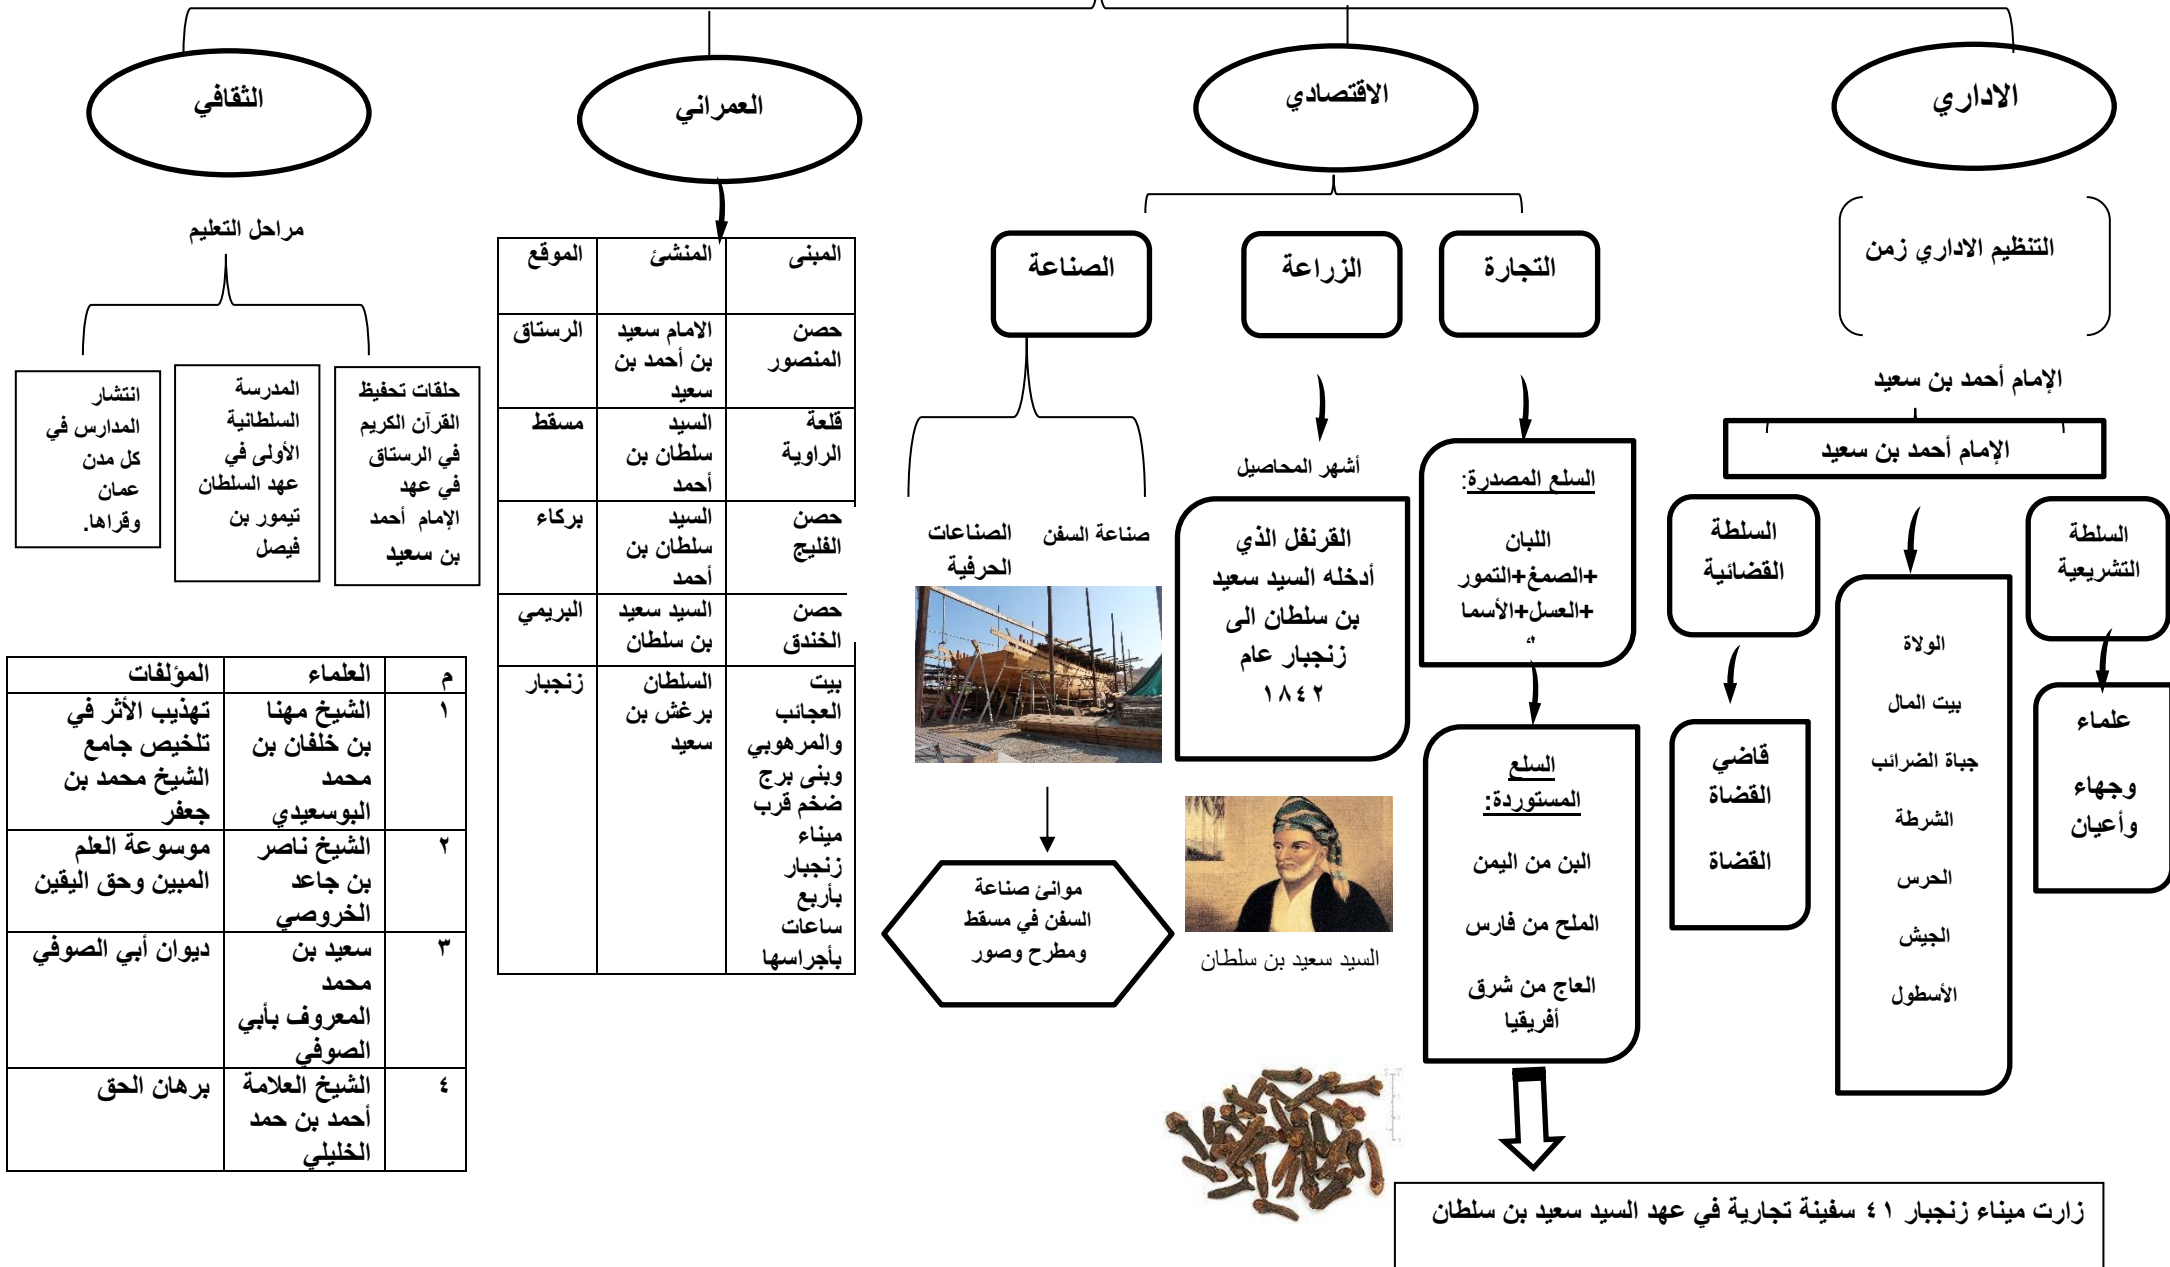 الاداري
الاقتصادي
العمراني
الثقافي
التنظيم الاداري زمن
الإمام أحمد بن سعيد
الإمام أحمد بن سعيد
السلطة
التشريعية
علماء
وجهاء
وأعيان
الولاة
بيت المال
جباة الضرائب
الشرطة
الحرس
الجيش
الأسطول
السلطة
القضائية
قاضي
القضاة
القضاة
التجارة
السلع المصدرة:
اللبان
+الصمغ+التمور
+العسل+الأسما
السلع
المستوردة:
البن من اليمن
الملح من فارس
العاج من شرق
أفريقيا
زارت ميناء زنجبار ٤١ سفينة تجارية في عهد السيد سعيد بن سلطان
الزراعة
أشهر المحاصيل
القرنفل الذي
أدخله السيد سعيد
بن سلطان الى
زنجبار عام
١٨٤٢
السيد سعيد بن سلطان
الصناعة
صناعة السفن
الصناعات
الحرفية
موانئ صناعة
السفن في مسقط
ومطرح وصور
المبنى المنشئ الموقع
حصن
المنصور
الامام سعيد
بن أحمد بن
سعيد
الرستاق
قلعة
الراوية
السيد
سلطان بن
أحمد
مسقط
حصن
الفليج
السيد
سلطان بن
أحمد
بركاء
حصن
الخندق
السيد سعيد
بن سلطان
البريمي
بيت
العجائب
والمرهوبي
وبنى برج
ضخم قرب
ميناء
زنجبار
بأربع
ساعات
بأجراسها
السلطان
برغش بن
سعيد
زنجبار
مراحل التعليم
حلقات تحفيظ
القرآن الكريم
في الرستاق
في عهد
الإمام أحمد
بن سعيد
المدرسة
السلطانية
الأولى في
عهد السلطان
تيمور بن
فيصل
انتشار
المدارس في
كل مدن
عمان
وقراها.
م العلماء المؤلفات
١
الشيخ مهنا
بن خلفان بن
محمد
البوسعيدي
تهذيب الأثر في
تلخيص جامع
الشيخ محمد بن
جعفر
٢
الشيخ ناصر
بن جاعد
الخروصي
موسوعة العلم
المبين وحق اليقين
٣
سعيد بن
محمد
المعروف بأبي
الصوفي
ديوان أبي الصوفي
٤
الشيخ العلامة
أحمد بن حمد
الخليلي
برهان الحق